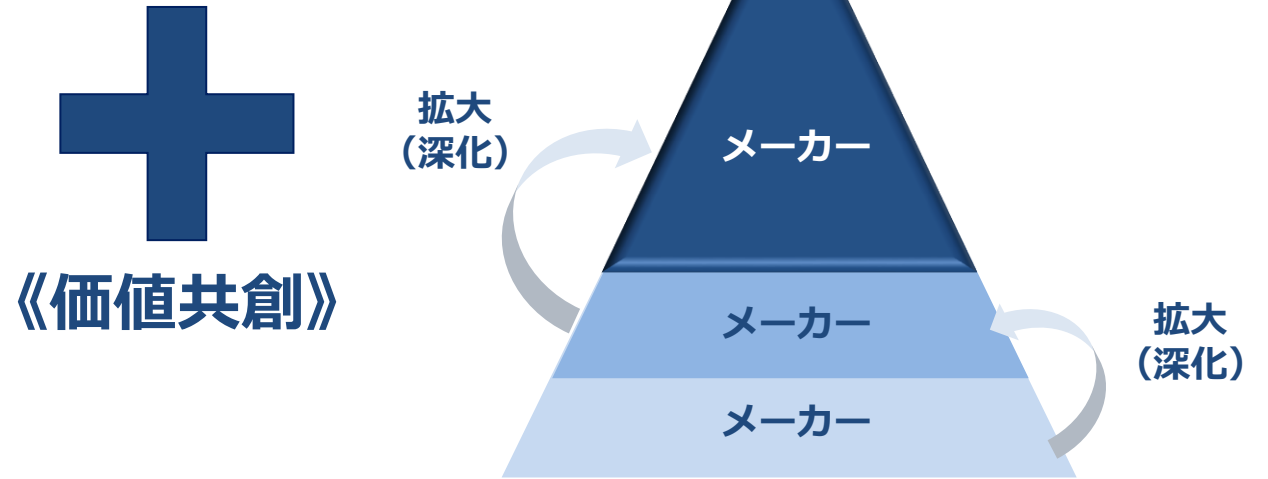 拡大
（深化）
メーカー
《価値共創》
メーカー
拡大
（深化）
メーカー